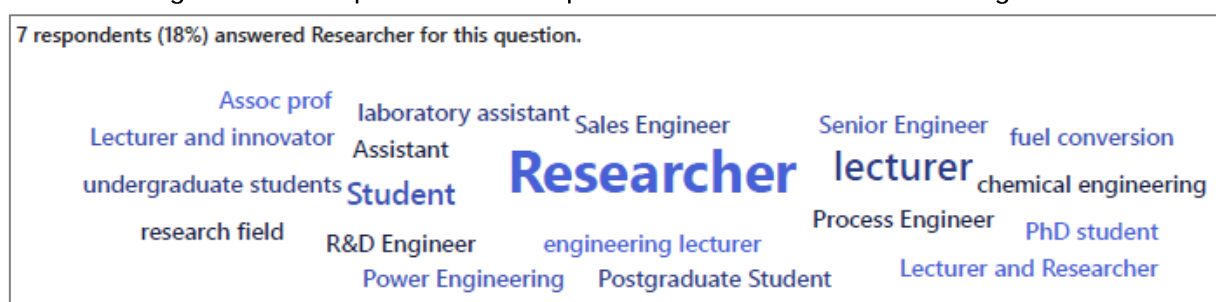 7 respondents (18%) answered Researcher for this question.
Assoc prof
laboratory assistant
Sales Engineer
Senior Engineer
fuel conversion
Lecturer and innovator
Assistant
Researcher
lecturer
chemical engineering
undergraduate students
Student
Process Engineer
PhD student
research field
R&D Engineer
engineering lecturer
Lecturer and Researcher
Power Engineering
Postgraduate Student